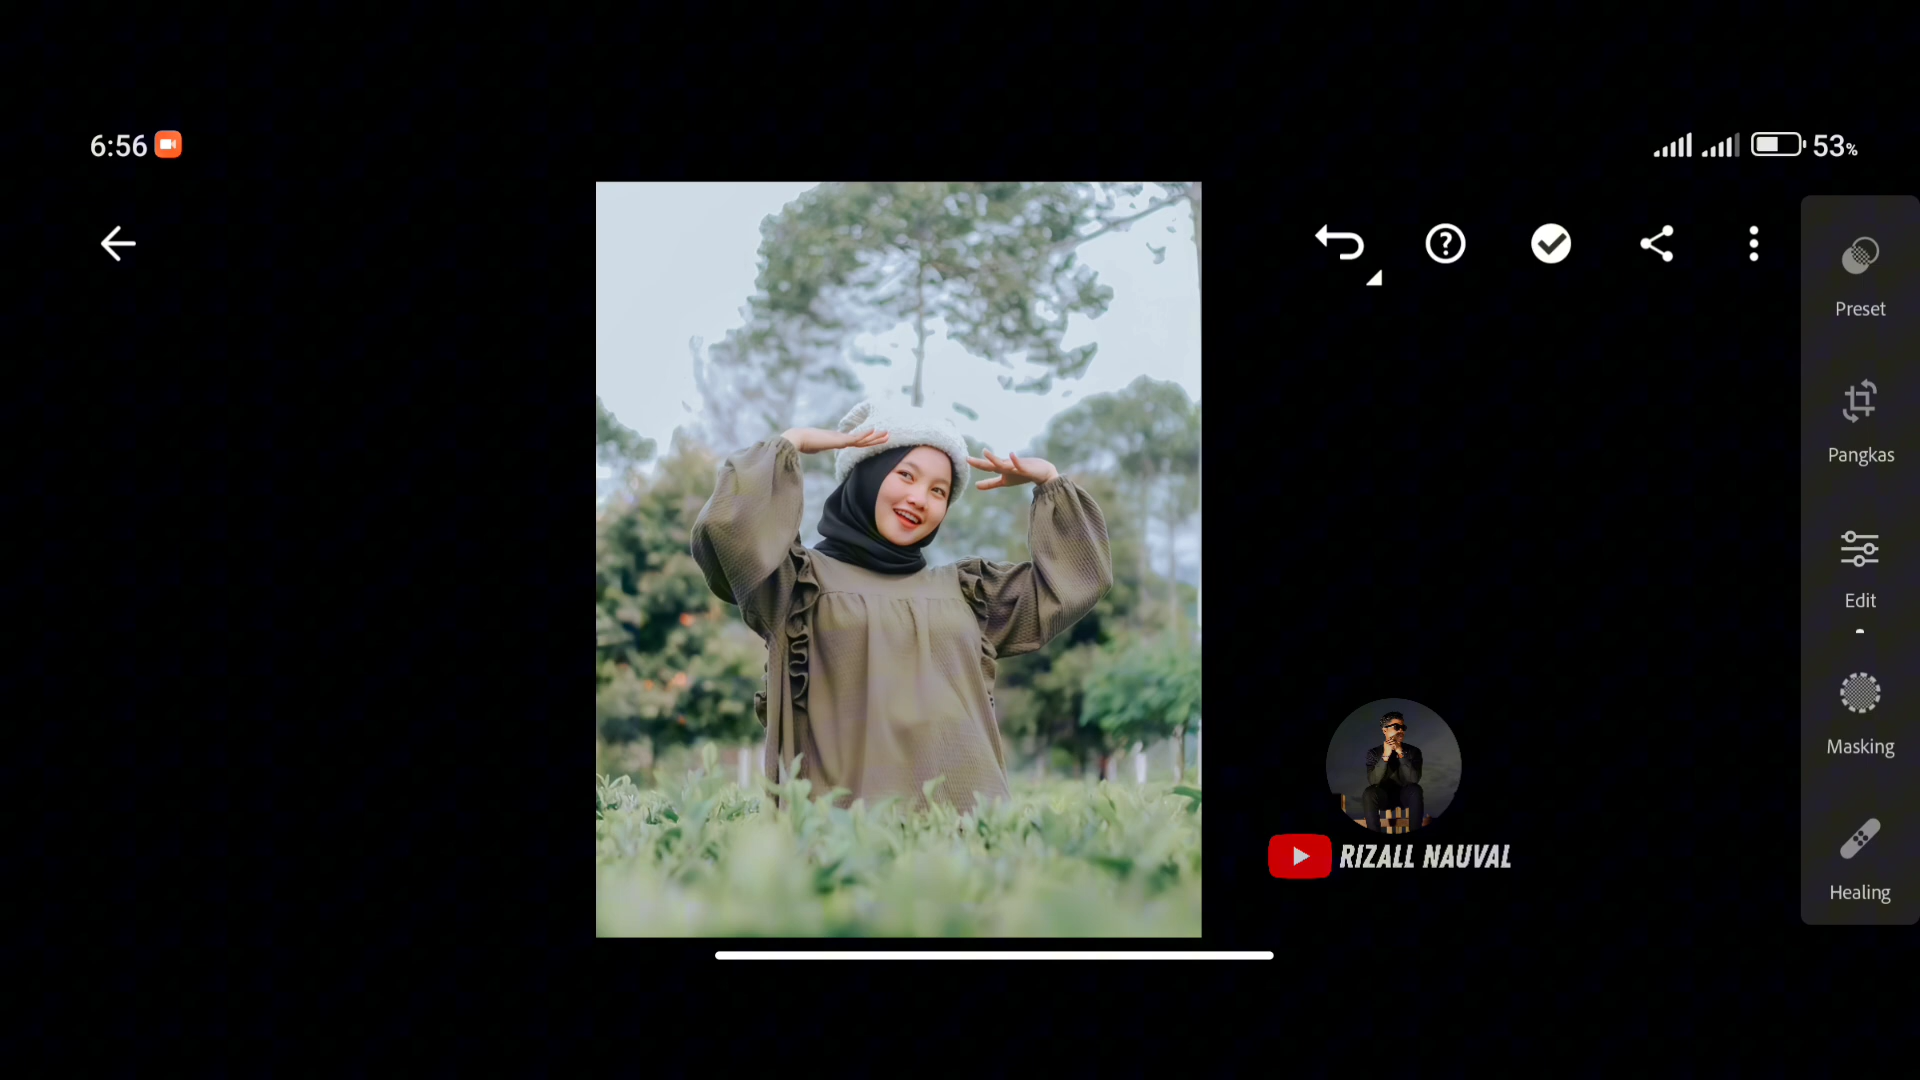 6:56
53%
Preset
Pangkas
Edit
Masking
Healing
RIZALL NAUVAL